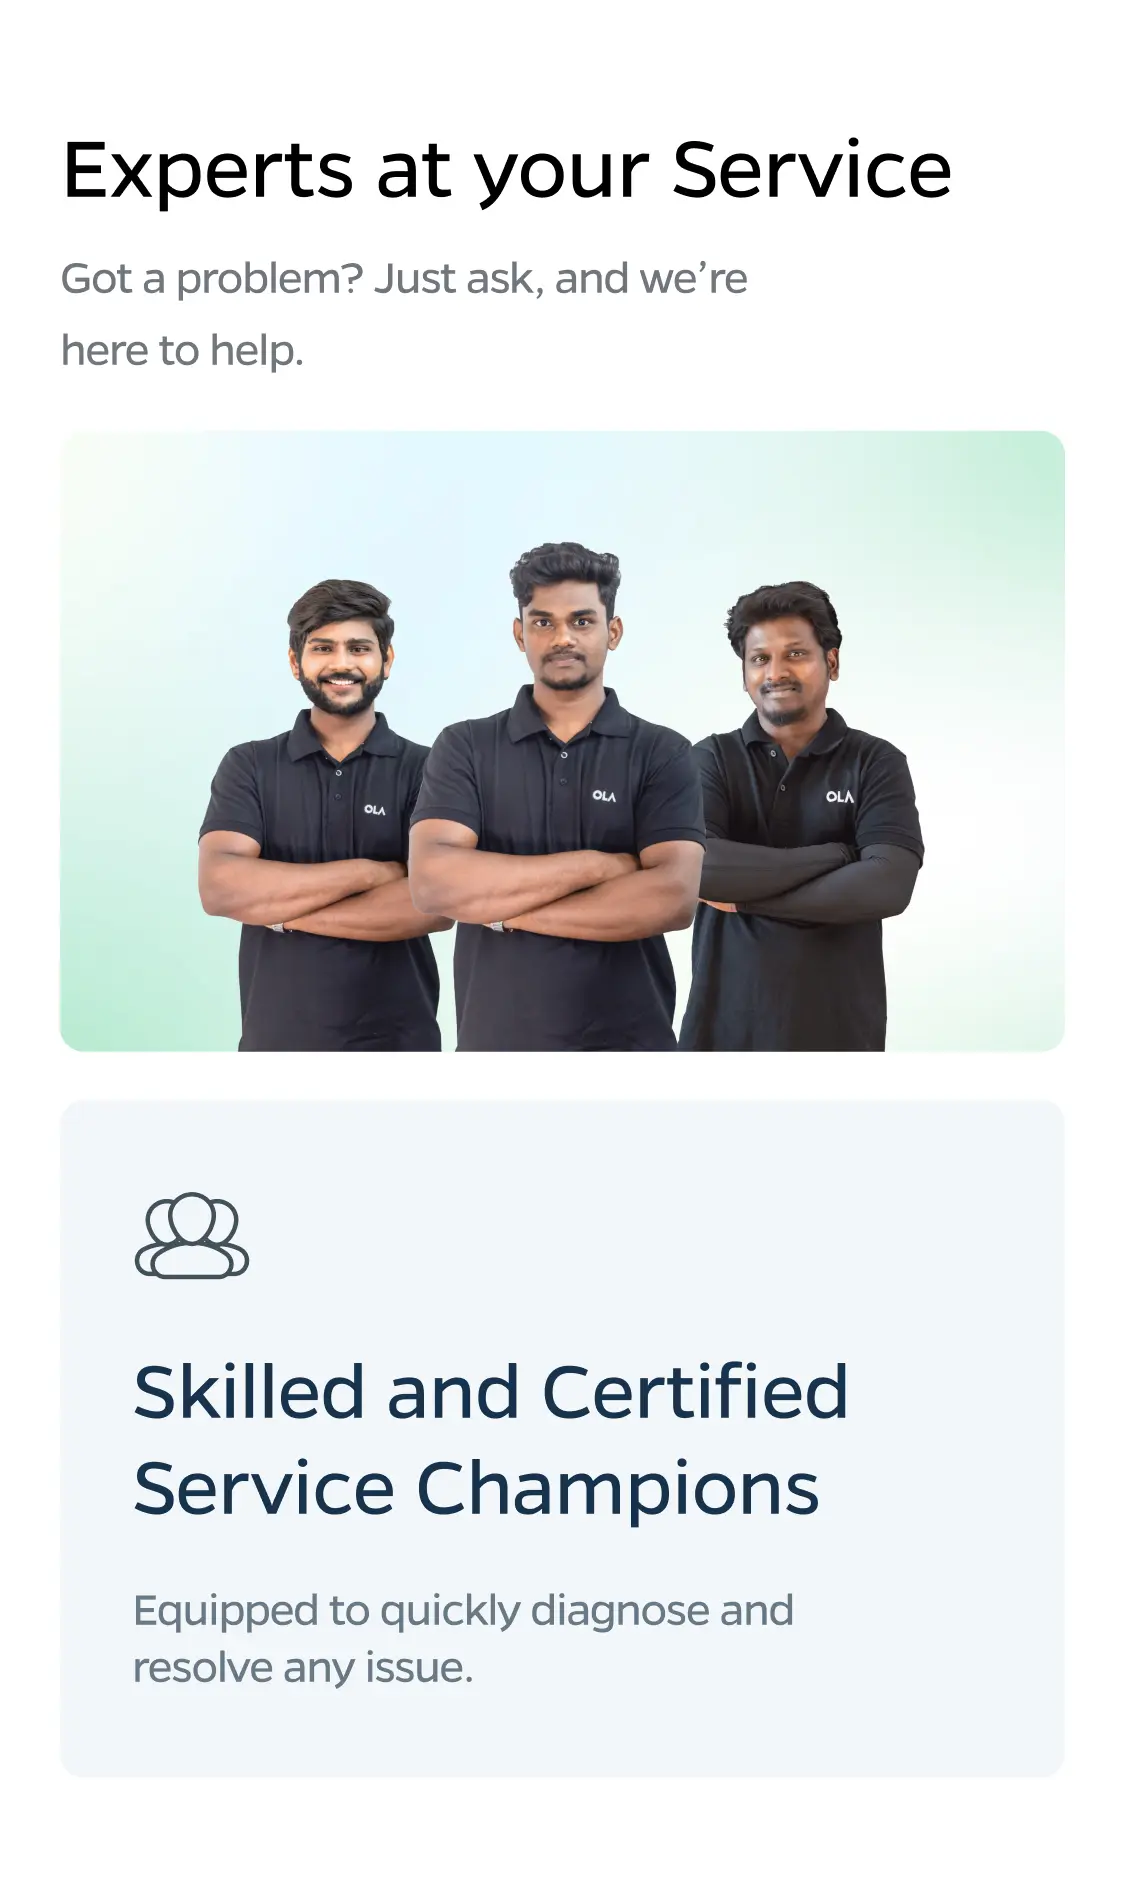 Experts at your Service
Got a problem? Just ask, and we’re
here to help.
OLA
OLA
OLA
Skilled and Certified
Service Champions
Equipped to quickly diagnose and
resolve any issue.